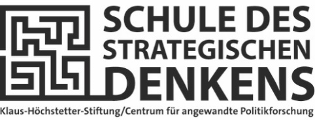 SCHULE DES
STRATEGISCHEN
DENKENS
Klaus-Höchstetter-Stiftung/Centrum für angewandte Politikforschung